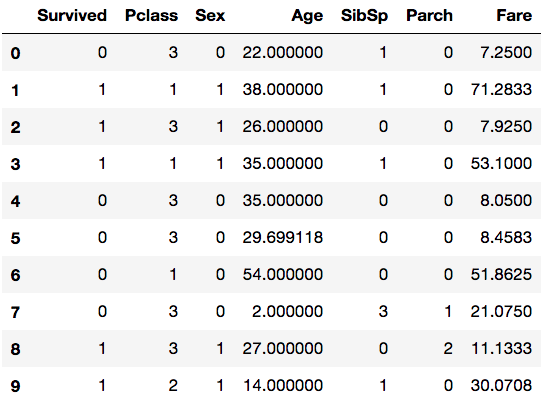 Survived Pclass Sex Age SibSp Parch Fare
0 0 3 0 22.000000 1 0 7.2500
1 1 1 1 38.000000 1 0 71.2833
2 1 3 1 26.000000 0 0 7.9250
3 1 1 1 35.000000 1 0 53.1000
4 0 3 0 35.000000 0 0 8.0500
5 0 3 0 29.699118 0 0 8.4583
6 0 1 0 54.000000 0 0 51.8625
7 0 3 0 2.000000 3 1 21.0750
8 1 3 1 27.000000 0 2 11.1333
9 1 2 1 14.000000 1 0 30.0708